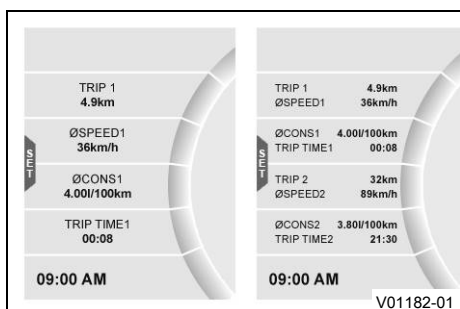 TRIP 1
4.9km
ØSPEED1
36km/h
SET
ØCONS1
4.00l/100km
TRIP TIME1
00:08
09:00 AM
TRIP 1 4.9km
ØSPEED1 36km/h
ØCONS1 4.00l/100km
TRIP TIME1 00:08
SET
TRIP 2 32km
ØSPEED2 89km/h
ØCONS2 3.80l/100km
TRIP TIME2 21:30
09:00 AM
V01182-01